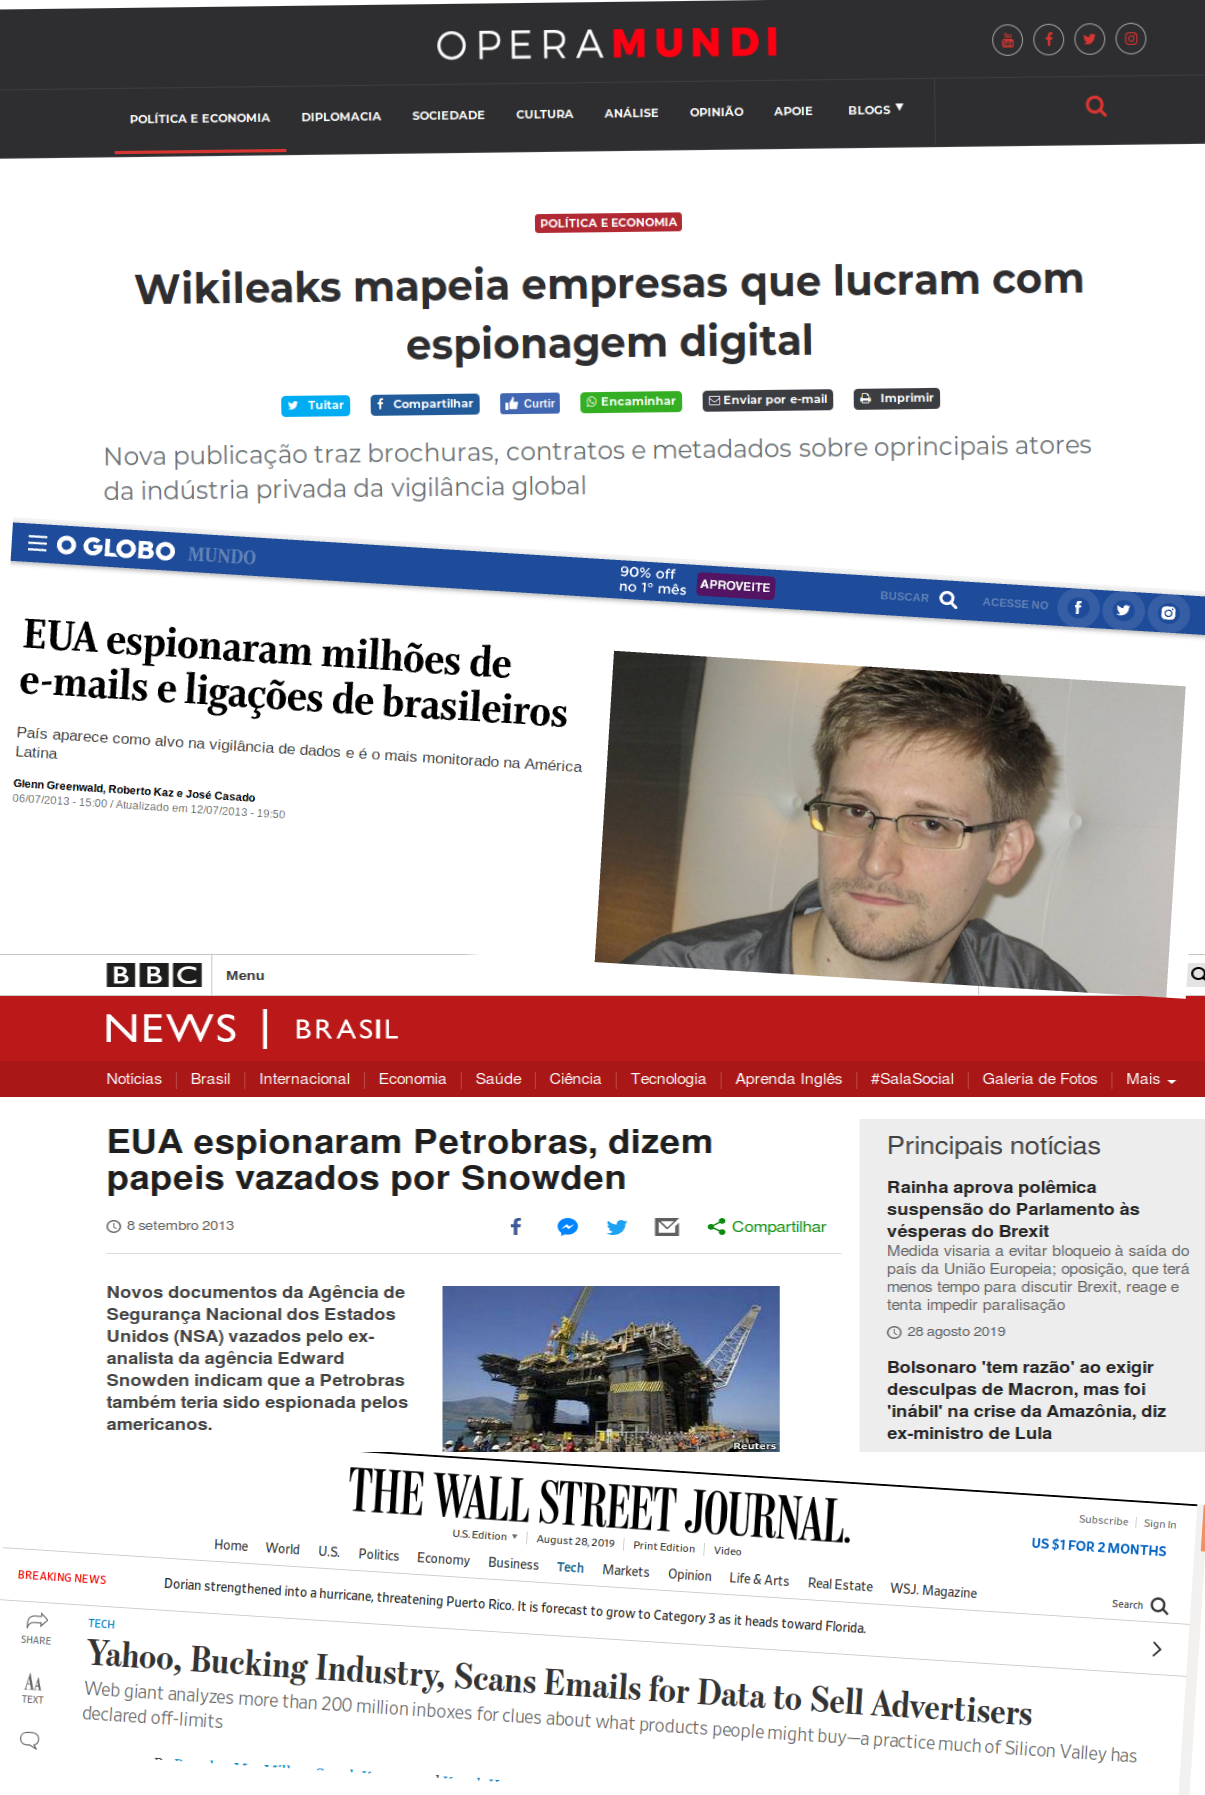 OPERAMUNDI
POLÍTICA E ECONOMIA DIPLOMACIA SOCIEDADE CULTURA ANÁLISE OPINIÃO APOIE BLOGS
POLÍTICA E ECONOMIA
Wikileaks mapeia empresas que lucram com
espionagem digital
Tuitar Compartilhar Curtir Encaminhar Enviar por e-mail Imprimir
Nova publicação traz brochuras, contratos e metadados sobre oprincipais atores
da indústria privada da vigilância global
O GLOBO MUNDO
90% off
no 1° mês
APROVEITE
BUSCAR
ACESSE NO
EUA espionaram milhões de
e-mails e ligações de brasileiros
País aparece como alvo na vigilância de dados e é o mais monitorado na América
Latina
Glenn Greenwald, Roberto Kaz e José Casado
06/07/2013 - 15:00 / Atualizado em 12/07/2013 - 19:50
BBC Menu
NEWS | BRASIL
Notícias Brasil Internacional Economia Saúde Ciência Tecnologia Aprenda Inglês #SalaSocial Galeria de Fotos Mais
EUA espionaram Petrobras, dizem
papeis vazados por Snowden
8 setembro 2013
Compartilhar
Novos documentos da Agência de
Segurança Nacional dos Estados
Unidos (NSA) vazados pelo ex-
analista da agência Edward
Snowden indicam que a Petrobras
também teria sido espionada pelos
americanos.
Reuters
Principais notícias
Rainha aprova polêmica
suspensão do Parlamento às
vésperas do Brexit
Medida visaria a evitar bloqueio à saída do
país da União Europeia; oposição, que terá
menos tempo para discutir Brexit, reage e
tenta impedir paralisação
28 agosto 2019
Bolsonaro 'tem razão' ao exigir
desculpas de Macron, mas foi
'inábil' na crise da Amazônia, diz
ex-ministro de Lula
THE WALL STREET JOURNAL.
U.S. Edition August 28, 2019 Print Edition Video
Subscribe Sign In
US $1 FOR 2 MONTHS
Home World U.S. Politics Economy Business Tech Markets Opinion Life & Arts Real Estate WSJ. Magazine
Search
BREAKING NEWS
Dorian strengthened into a hurricane, threatening Puerto Rico. It is forecast to grow to Category 3 as it heads toward Florida.
SHARE
TECH
Yahoo, Bucking Industry, Scans Emails for Data to Sell Advertisers
AA
TEXT
Web giant analyzes more than 200 million inboxes for clues about what products people might buy—a practice much of Silicon Valley has
declared off-limits